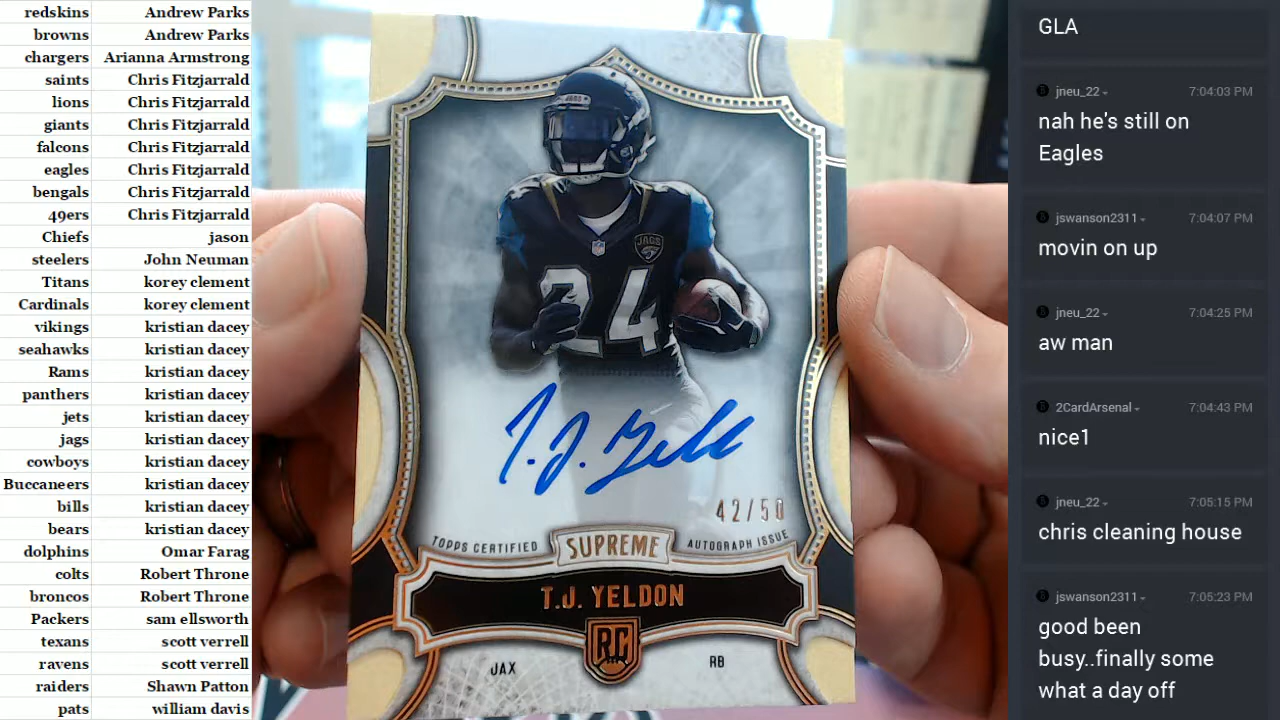 redskins Andrew Parks
browns Andrew Parks
chargers Arianna Armstrong
saints Chris Fitzjarrald
lions Chris Fitzjarrald
giants Chris Fitzjarrald
falcons Chris Fitzjarrald
eagles Chris Fitzjarrald
bengals Chris Fitzjarrald
49ers Chris Fitzjarrald
Chiefs jason
steelers John Neuman
Titans korey clement
Cardinals korey clement
vikings kristian dacey
seahawks kristian dacey
Rams kristian dacey
panthers kristian dacey
jets kristian dacey
jags kristian dacey
cowboys kristian dacey
Buccaneers kristian dacey
bills kristian dacey
bears kristian dacey
dolphins Omar Farag
colts Robert Throne
broncos Robert Throne
Packers sam ellsworth
texans scott verrell
ravens scott verrell
raiders Shawn Patton
pats william davis
JAGS
24
T.J. Yeldon
42/50
TOPPS CERTIFIED SUPREME AUTOGRAPH ISSUE
T.J. YELDON
RC
JAX RB
GLA
jneu_22 7:04:03 PM
nah he's still on
Eagles
jswanson2311 7:04:07 PM
movin on up
jneu_22 7:04:25 PM
aw man
2CardArsenal 7:04:43 PM
nice1
jneu_22 7:05:15 PM
chris cleaning house
jswanson2311 7:05:23 PM
good been
busy..finally some
what a day off